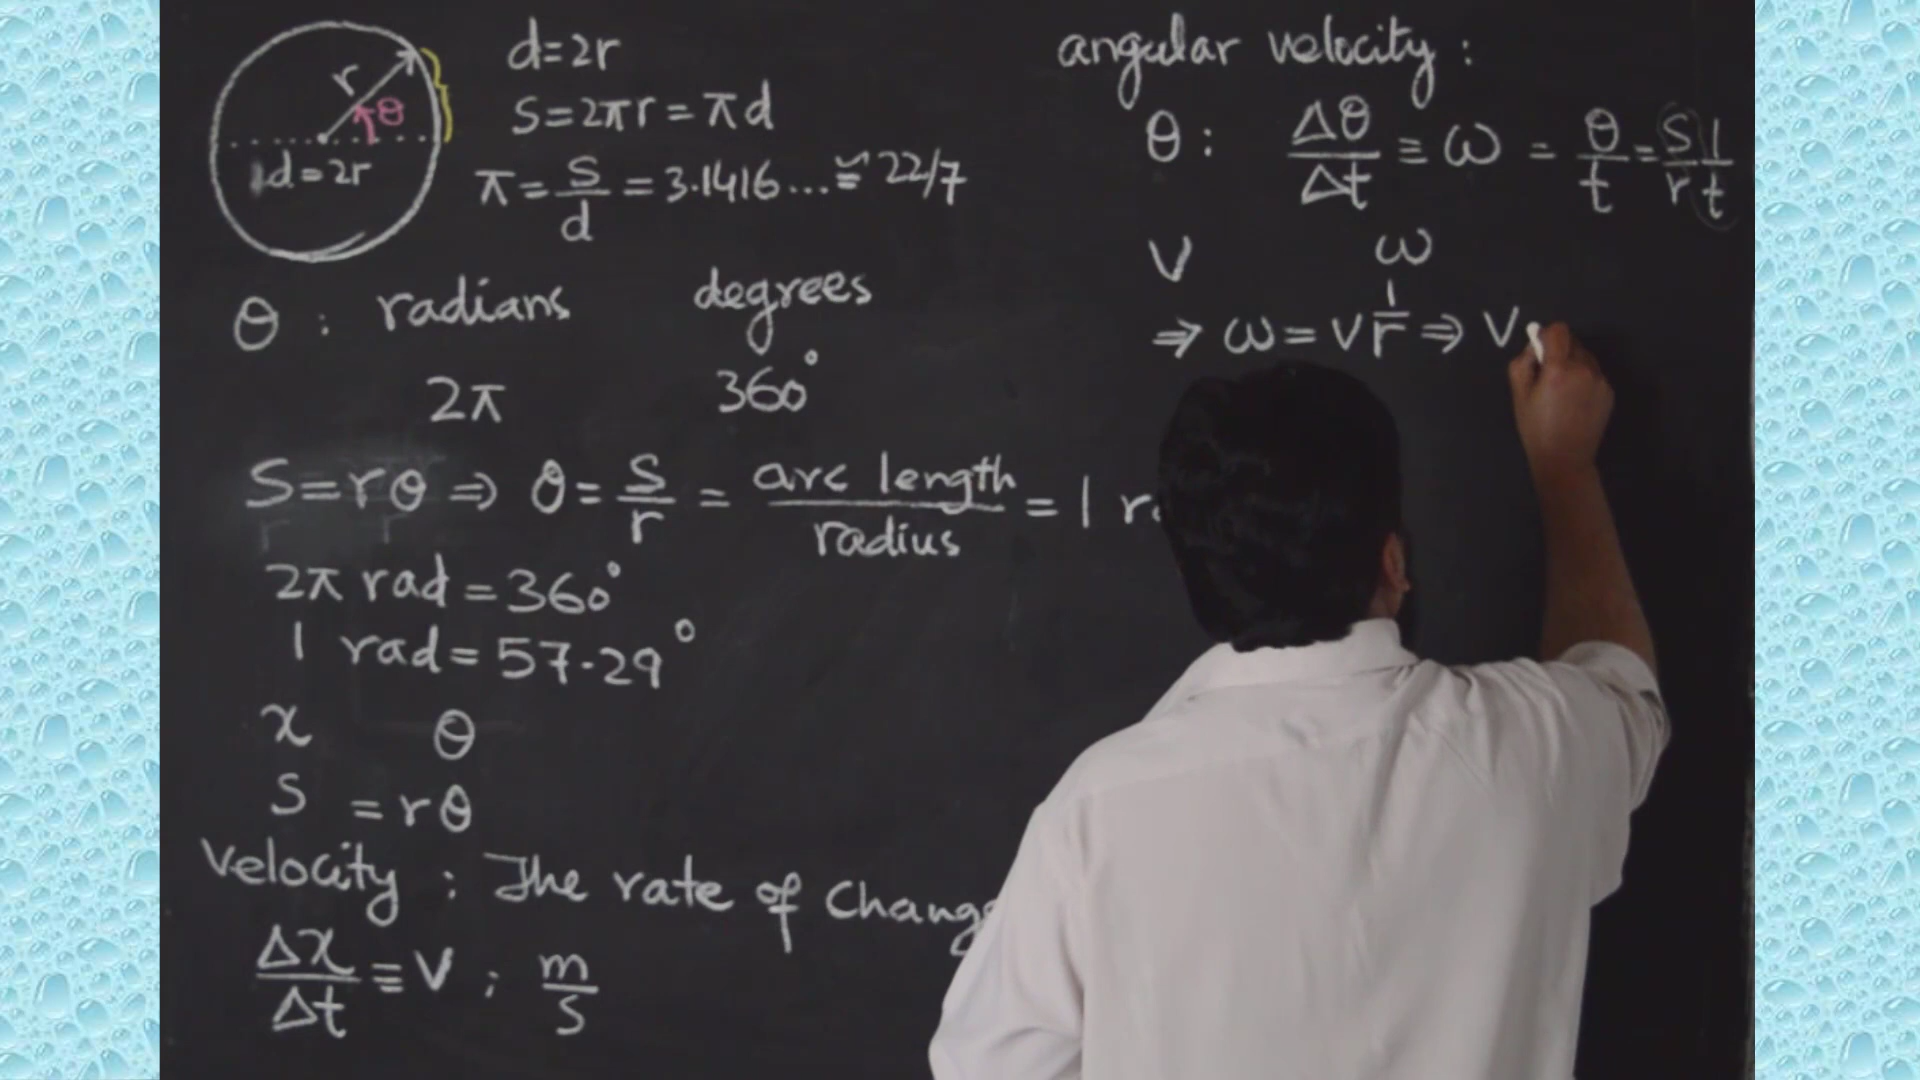 r θ
d=2r
d=2r
S=2πr=πd
π=S/d=3.1416...≃22/7
θ : radians degrees
2π 360°
S=rθ ⇒ θ=S/r = arc length/radius = 1
2π rad=360°
1 rad=57.29°
x θ
S =rθ
Velocity : The rate of Change
Δx/Δt ≡ V ; m/s
angular velocity :
θ : Δθ/Δt ≡ ω = θ/t = S/r 1/t
V ω
⇒ ω = V 1/r ⇒ V